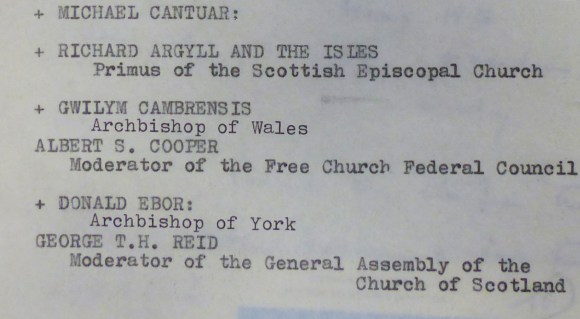 + MICHAEL CANTUAR:
+ RICHARD ARGYLL AND THE ISLES
Primus of the Scottish Episcopal Church
+ GWILYM CAMBRENSIS
Archbishop of Wales
ALBERT S. COOPER
Moderator of the Free Church Federal Council
+ DONALD EBOR:
Archbishop of York
GEORGE T.H. REID
Moderator of the General Assembly of the
Church of Scotland